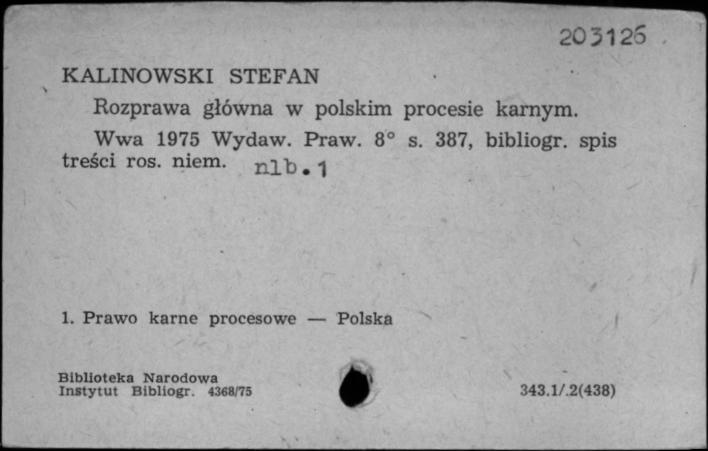 203126
KALINOWSKI STEFAN
Rozprawa główna w polskim procesie karnym.
Wwa 1975 Wydaw. Praw. 8° s. 387, bibliogr. spis
treści ros. niem. nlb.1
1. Prawo karne procesowe — Polska
Biblioteka Narodowa
Instytut Bibliogr. 4368/75
343.1/.2(438)